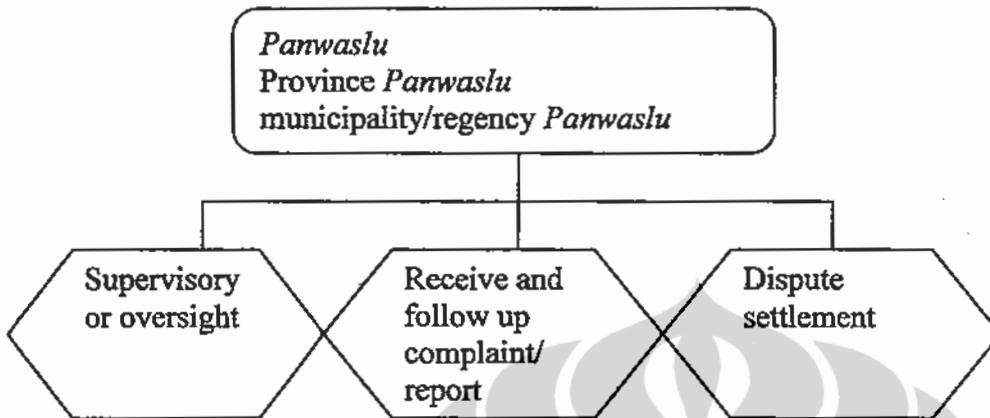 Panwaslu
Province Panwaslu
municipality/regency Panwaslu
Supervisory
or oversight
Receive and
follow up
complaint/
report
Dispute
settlement